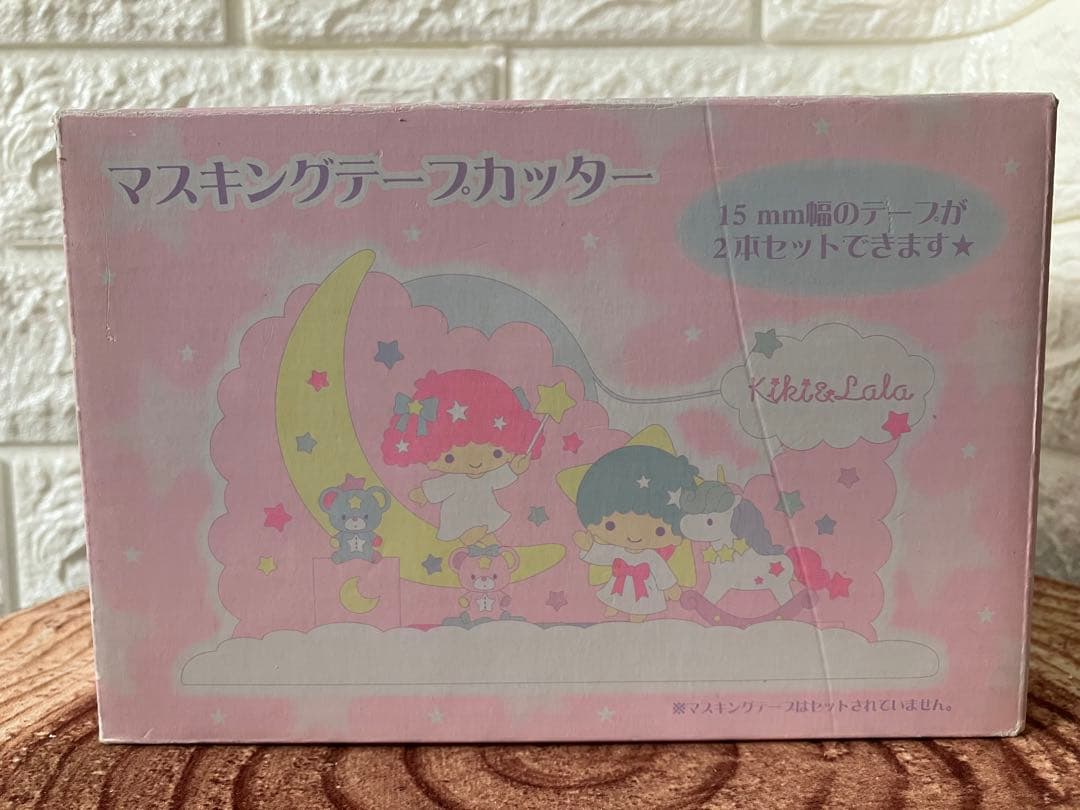 マスキングテープカッター
15 mm幅のテープが
2本セットできます★
Kiki&Lala
※マスキングテープはセットされていません。